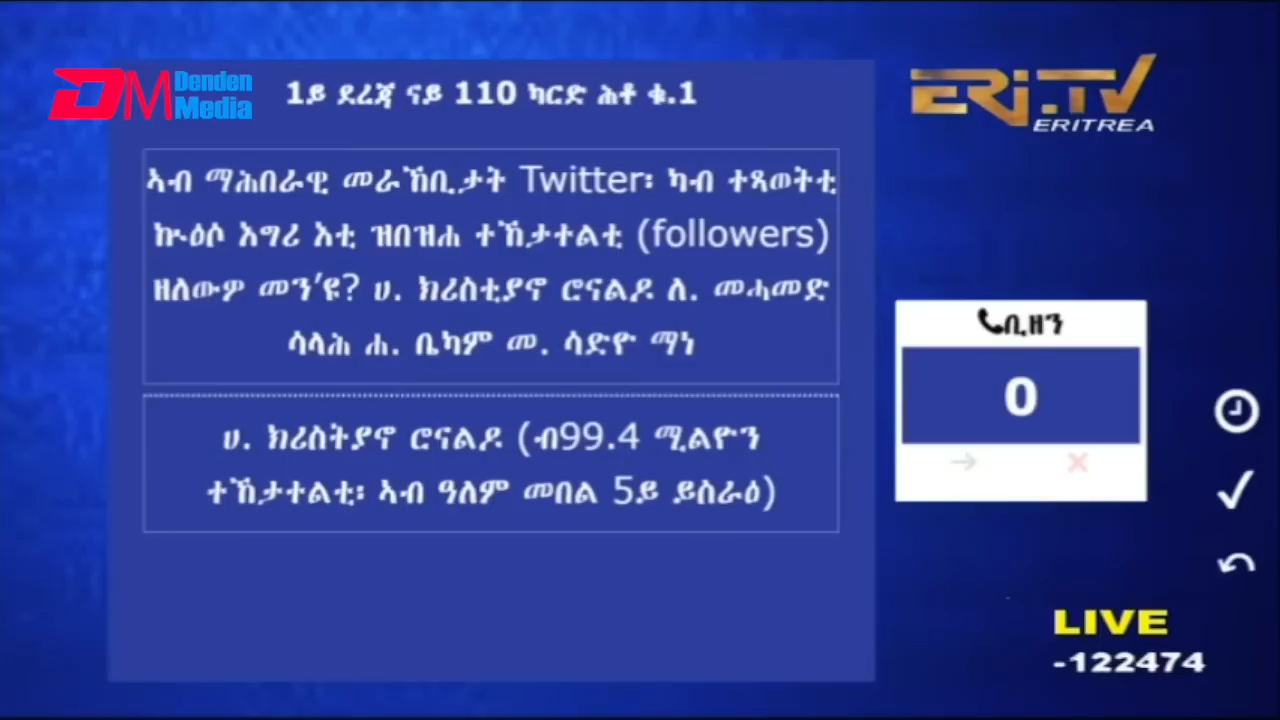 DM Denden
Media
1ይ ደረጃ ናይ 110 ካርድ ሕቶ ቁ.1
ERi.TV
ERITREA
ኣብ ማሕበራዊ መራኸቢታት Twitter፡ ካብ ተጻወትቲ
ኩዕሶ እግሪ እቲ ዝበዝሐ ተኸታተልቲ (followers)
ዘለውዎ መን’ዩ? ሀ. ክሪስቲያኖ ሮናልዶ ለ. መሓመድ
ሳላሕ ሐ. ቤካም መ. ሳድዮ ማነ
ሀ. ክሪስትያኖ ሮናልዶ (ብ99.4 ሚልዮን
ተኸታተልቲ፡ ኣብ ዓለም መበል 5ይ ይስራዕ)
ቢዘን
0
LIVE
-122474